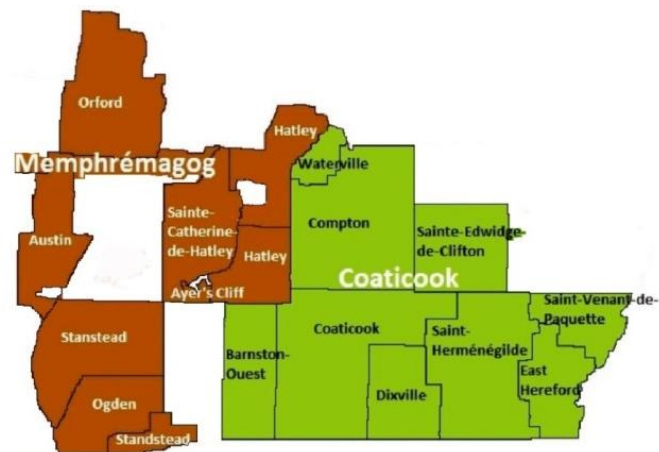 Orford
Hatley
Memphrémagog
Waterville
Sainte-
Catherine-
de-Hatley
Compton
Sainte-Edwidge-
de-Clifton
Austin
Hatley
Coaticook
Ayer's Cliff
Saint-Venant-de-
Paquette
Stanstead
Barnston-
Ouest
Coaticook
Saint-
Herménégilde
East
Hereford
Ogden
Dixville
Standstead